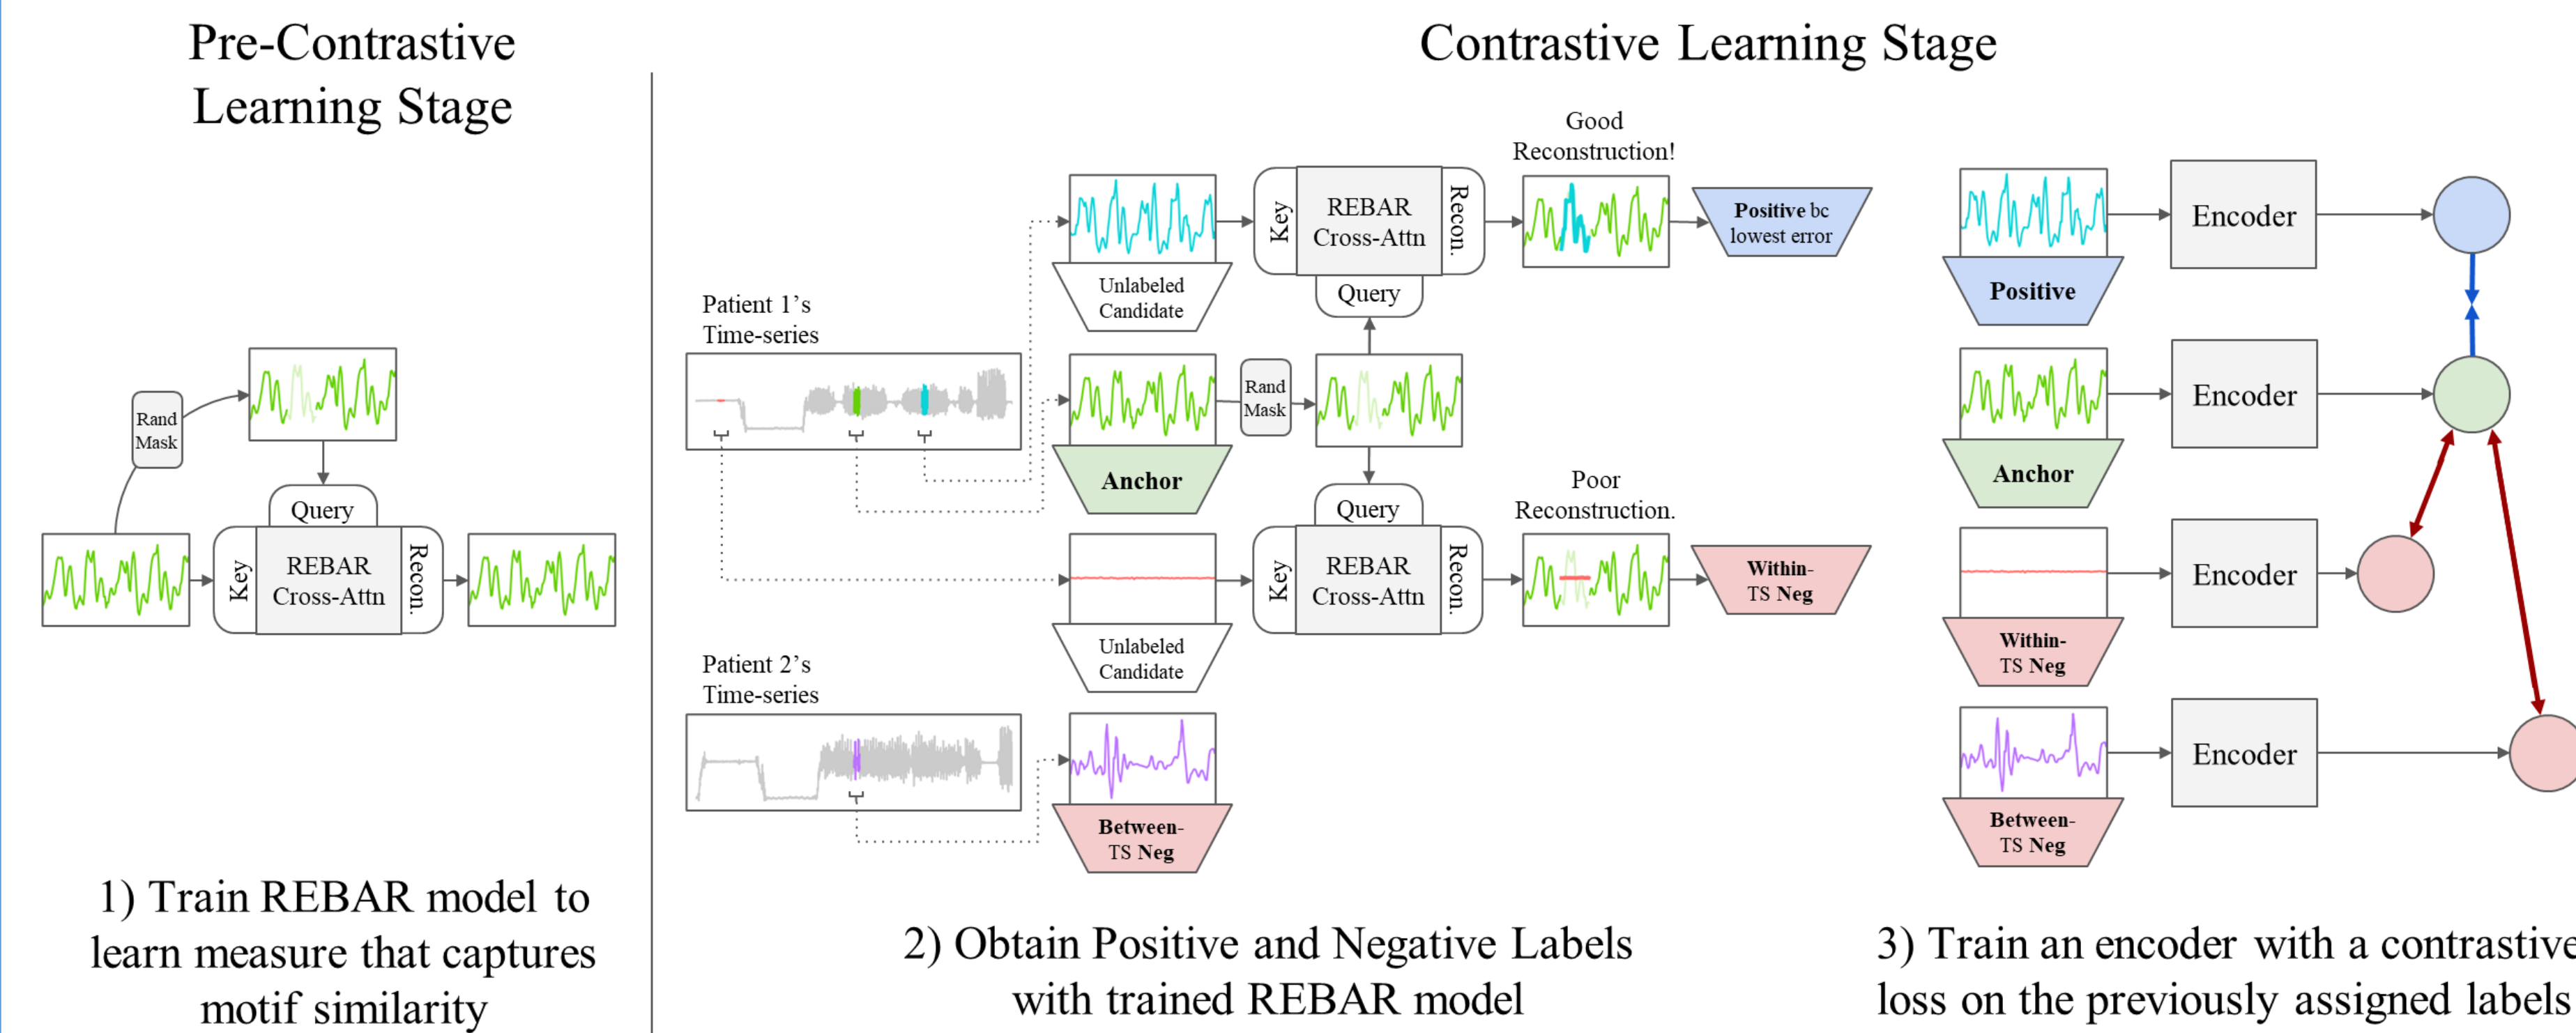 Pre-Contrastive
Learning Stage
Rand
Mask
Query
Key
REBAR
Cross-Attn
Recon.
1) Train REBAR model to
learn measure that captures
motif similarity
Contrastive Learning Stage
Patient 1’s
Time-series
Patient 2’s
Time-series
Unlabeled
Candidate
Key
REBAR
Cross-Attn
Recon.
Query
Good
Reconstruction!
Positive bc
lowest error
Anchor
Rand
Mask
Unlabeled
Candidate
Query
Key
REBAR
Cross-Attn
Recon.
Poor
Reconstruction.
Within-
TS Neg
Between-
TS Neg
2) Obtain Positive and Negative Labels
with trained REBAR model
Positive
Encoder
Anchor
Encoder
Within-
TS Neg
Encoder
Between-
TS Neg
Encoder
3) Train an encoder with a contrastive
loss on the previously assigned labels